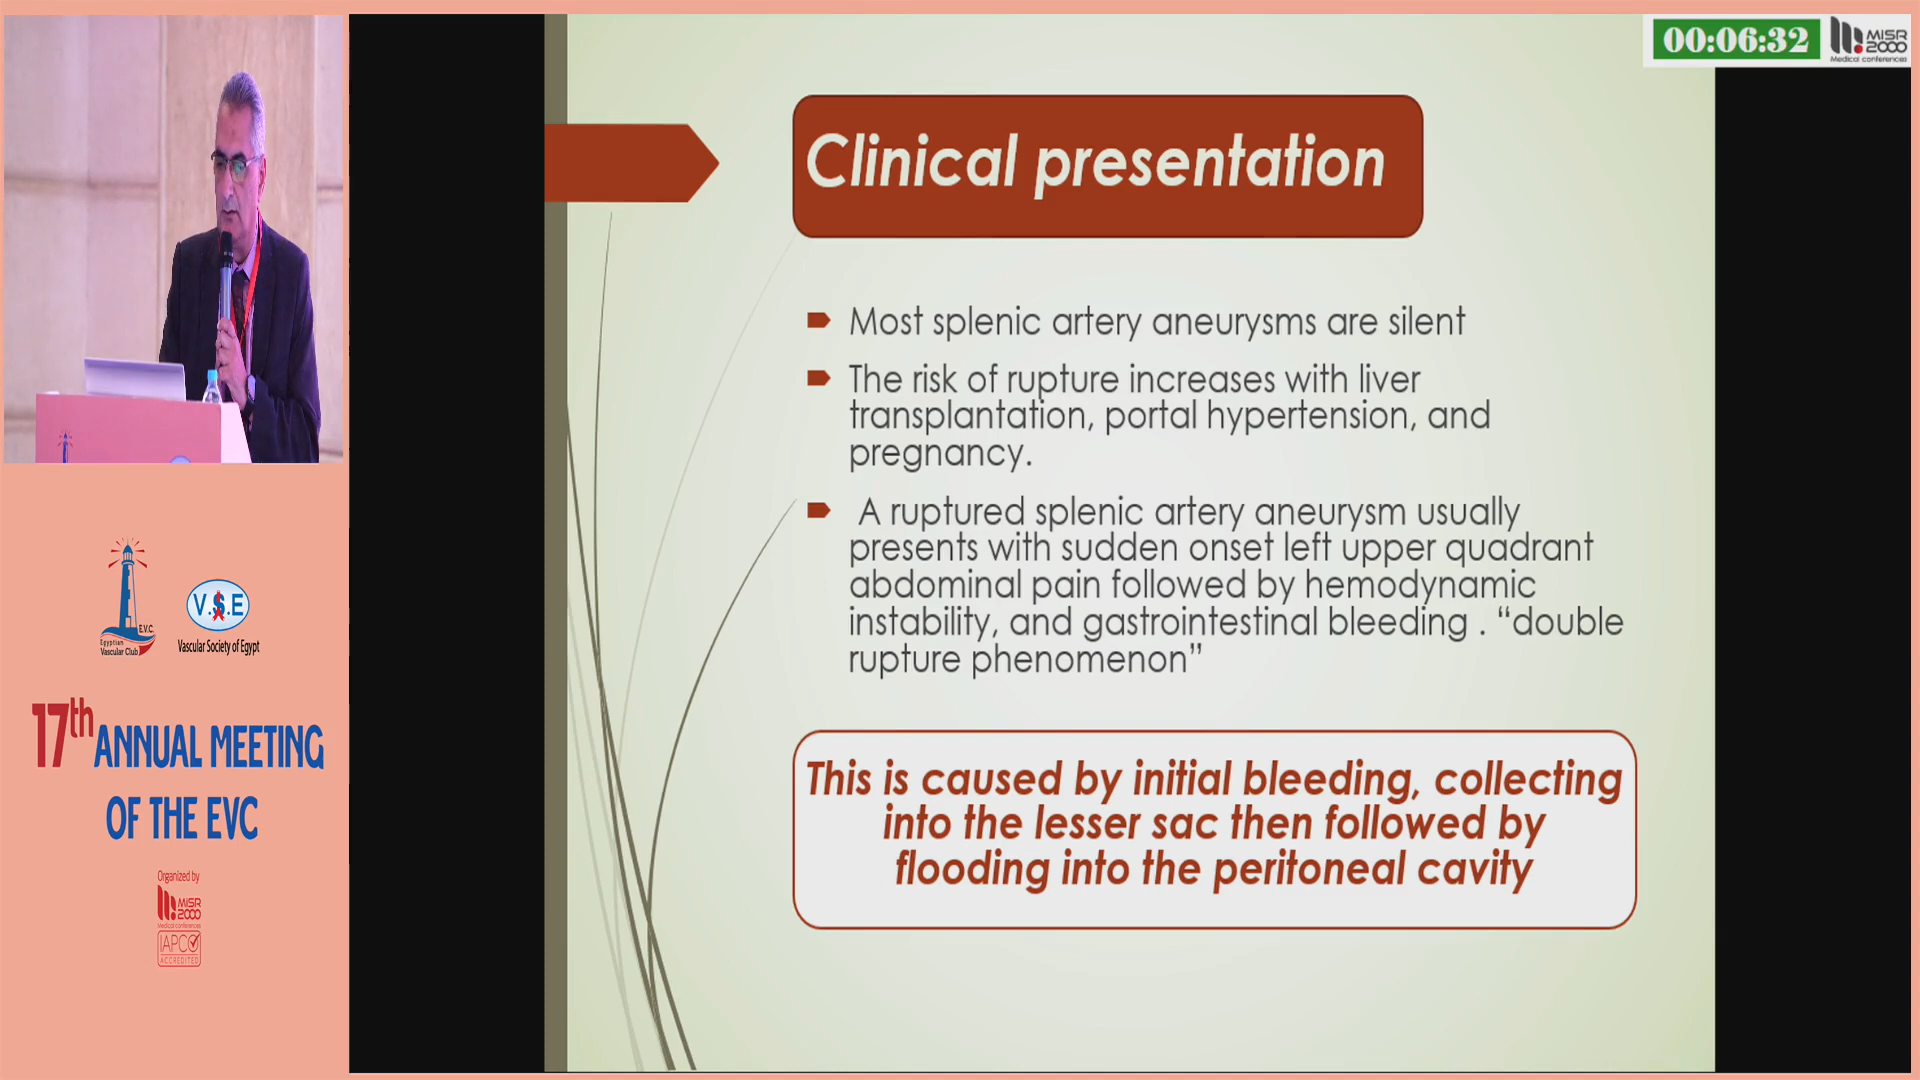 00:06:32
MISR
2000
Medical conferences
Clinical presentation
Most splenic artery aneurysms are silent
The risk of rupture increases with liver
transplantation, portal hypertension, and
pregnancy.
A ruptured splenic artery aneurysm usually
presents with sudden onset left upper quadrant
abdominal pain followed by hemodynamic
instability, and gastrointestinal bleeding . “double
rupture phenomenon”
This is caused by initial bleeding, collecting
into the lesser sac then followed by
flooding into the peritoneal cavity
E.V.C.
Egyptian
Vascular Club
V.S.E
Vascular Society of Egypt
17th ANNUAL MEETING
OF THE EVC
Organized by
MISR
2000
Medical conferences
IAPCO
ACCREDITED